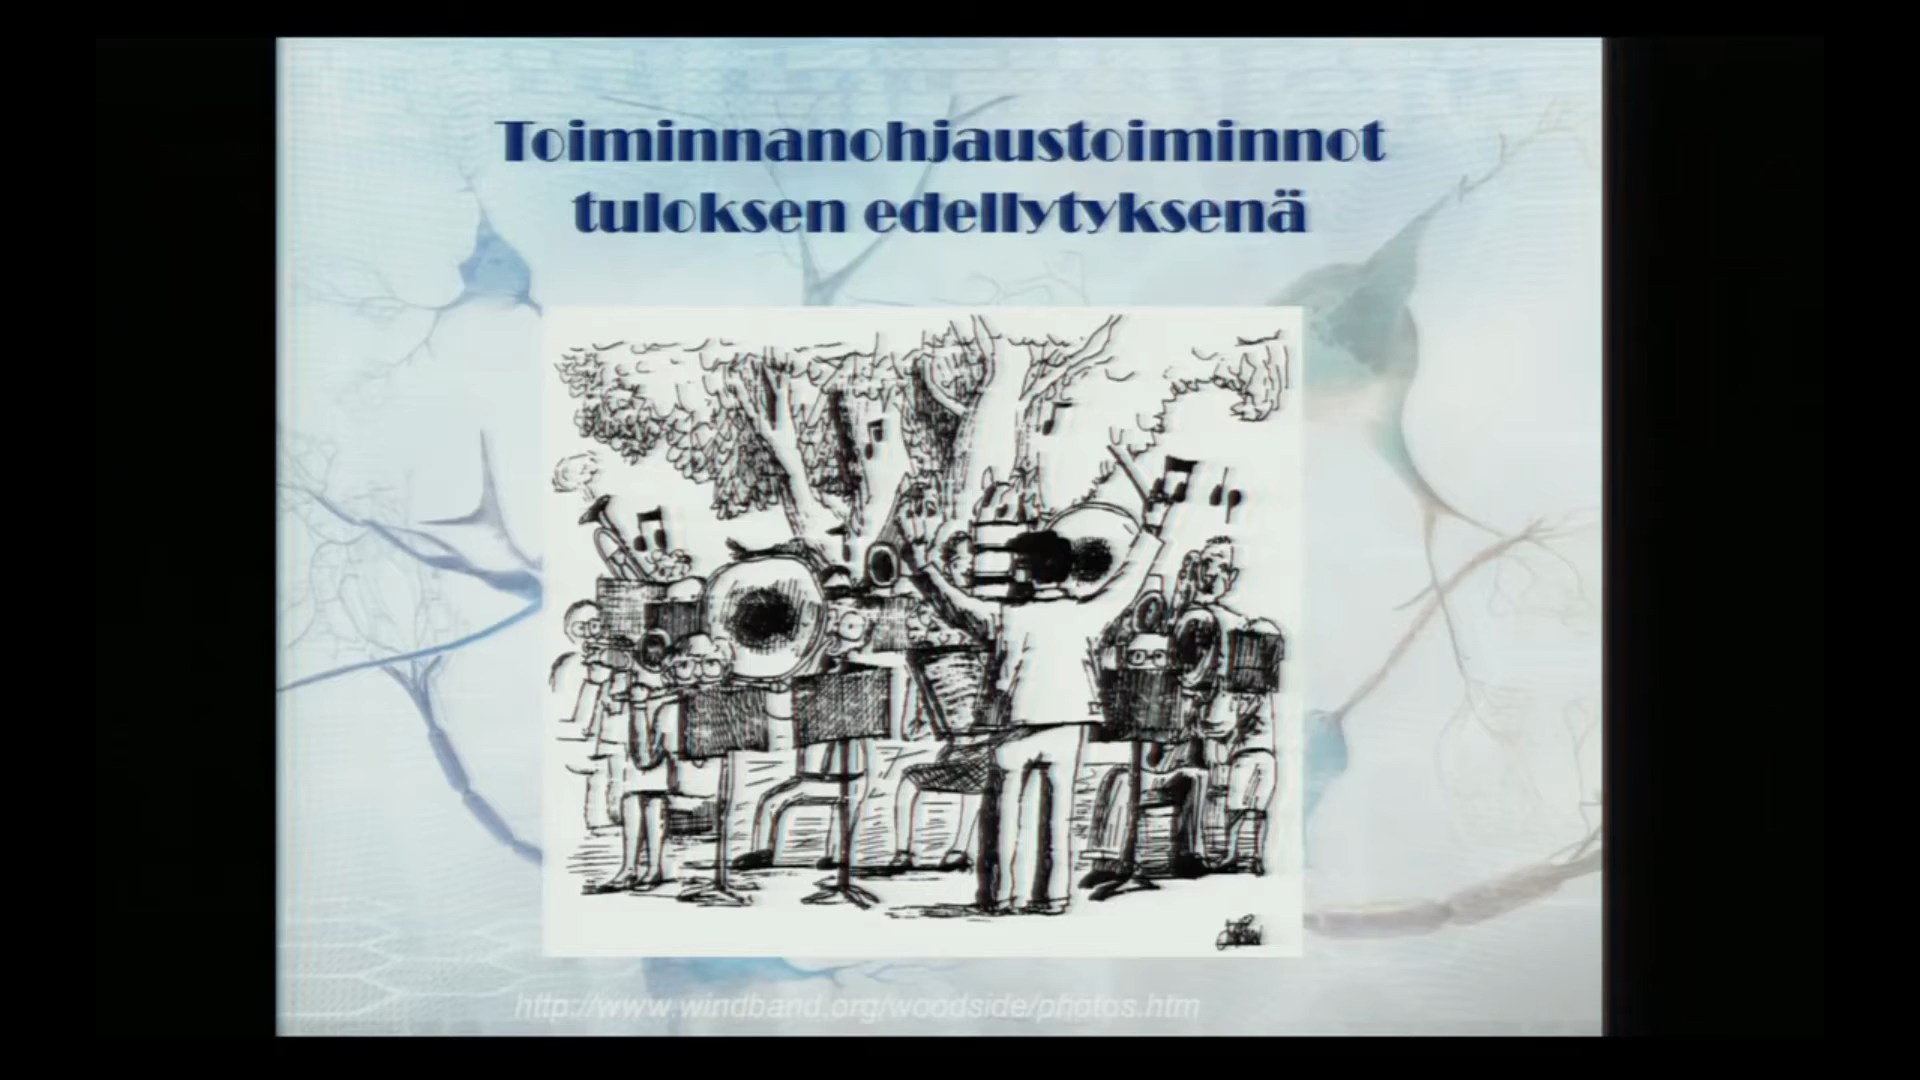 Toiminnanohjaustoiminnot
tuloksen edellytyksenä
http://www.windband.org/woodside/photos.htm